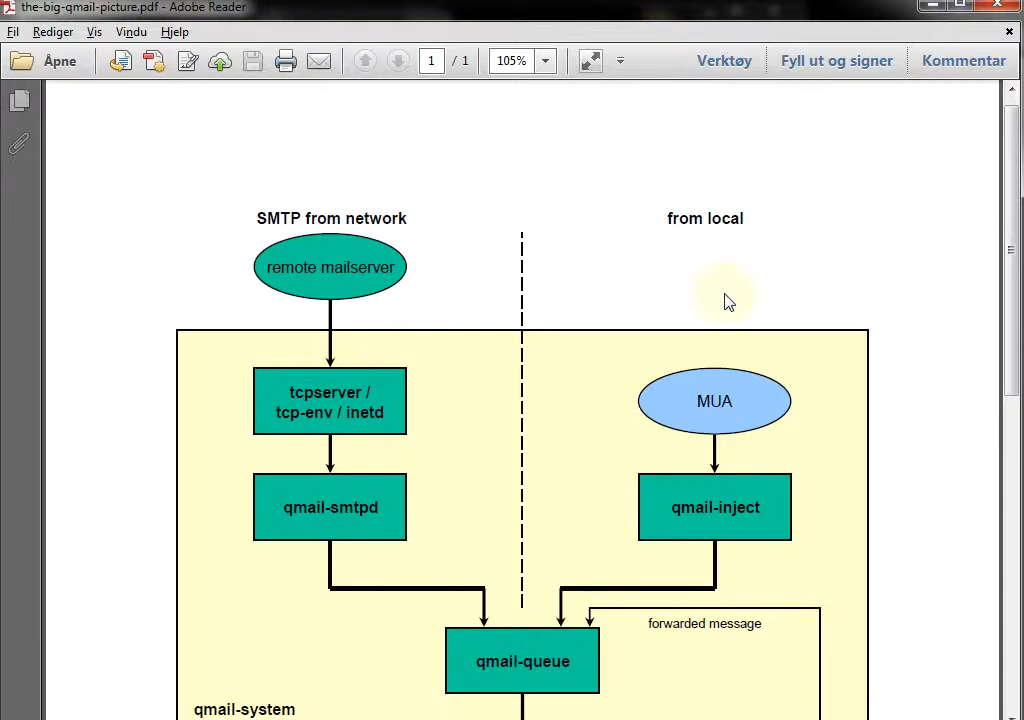 the-big-qmail-picture.pdf - Adobe Reader
Fil Rediger Vis Vindu Hjelp
Åpne 1 / 1 105% Verktøy Fyll ut og signer Kommentar
SMTP from network
from local
remote mailserver
tcpserver /
tcp-env / inetd
MUA
qmail-smtpd
qmail-inject
forwarded message
qmail-queue
qmail-system